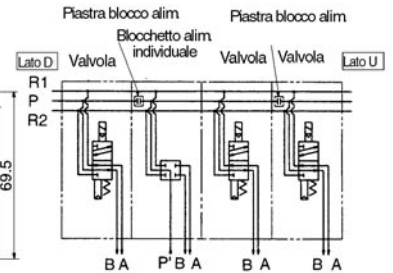 Piastra blocco alim.
Piastra blocco alim.
Blocchetto alim.
individuale
Lato D
Valvola
Valvola
Valvola
Lato U
R1
P
R2
69.5
B A
P' B A
B A
B A